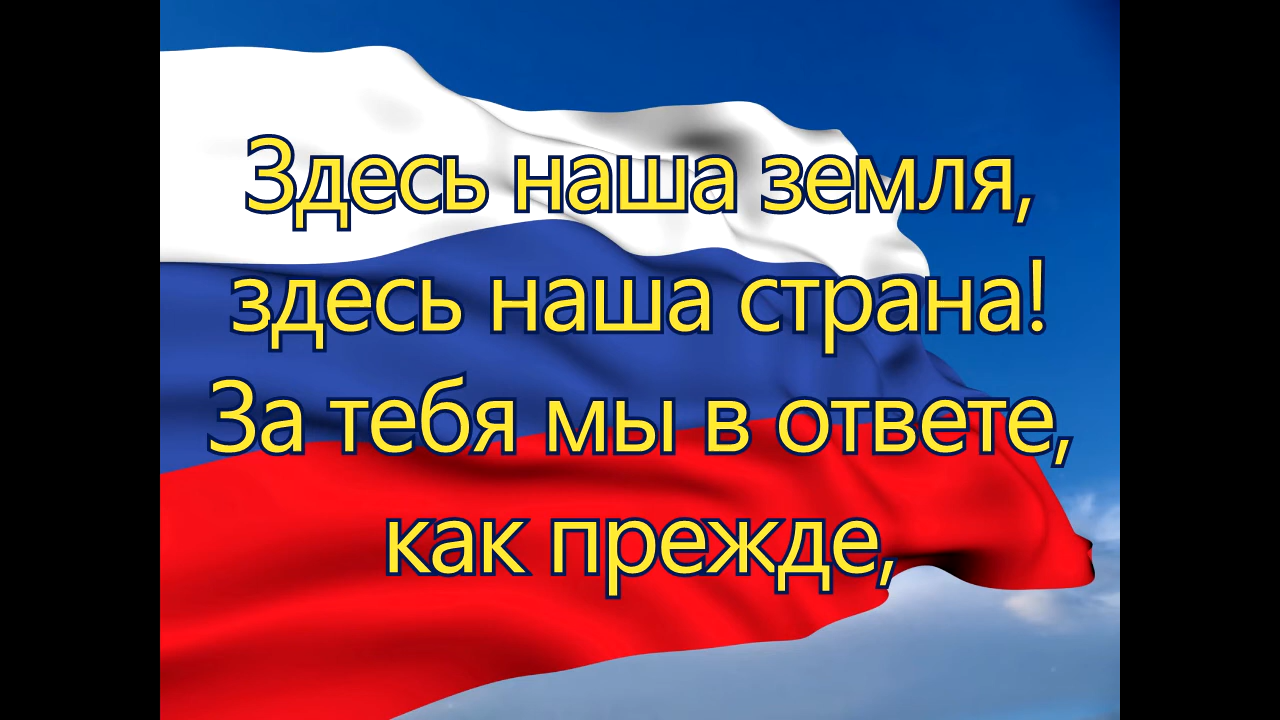 Здесь наша земля,
здесь наша страна!
За тебя мы в ответе,
как прежде,